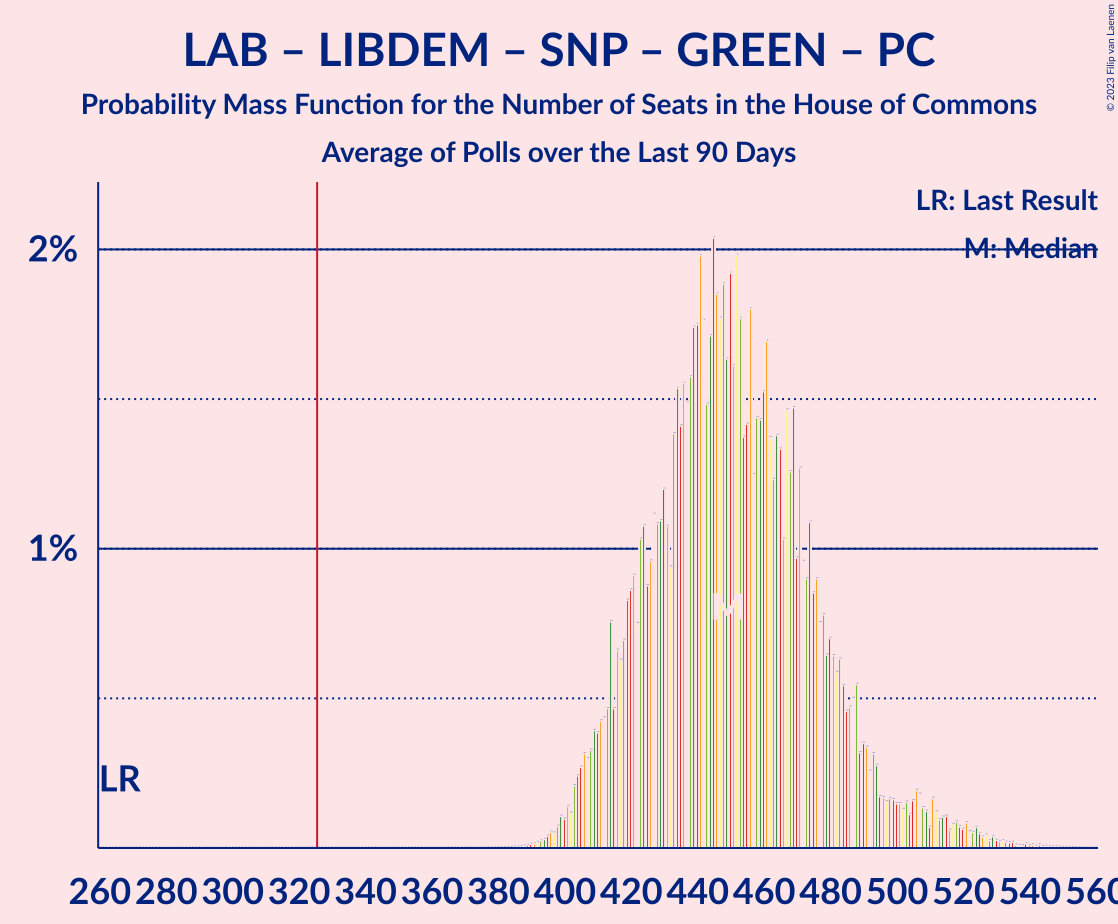 LAB – LIBDEM – SNP – GREEN – PC
Probability Mass Function for the Number of Seats in the House of Commons
Average of Polls over the Last 90 Days
© 2023 Filip van Laenen
LR: Last Result
M: Median
2%
1%
M
LR
260 280 300 320 340 360 380 400 420 440 460 480 500 520 540 560